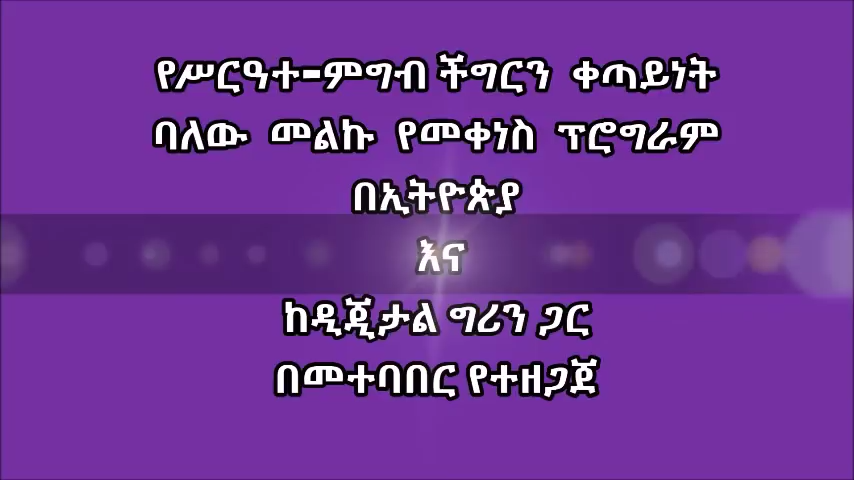 የሥርዓተ-ምግብ ችግርን ቀጣይነት
ባለው መልኩ የመቀነስ ፕሮግራም
በኢትዮጵያ
እና
ከዲጂታል ግሪን ጋር
በመተባበር የተዘጋጀ